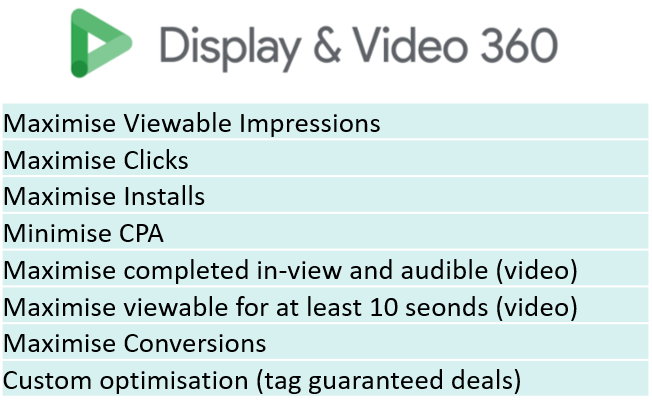 Display & Video 360
Maximise Viewable Impressions
Maximise Clicks
Maximise Installs
Minimise CPA
Maximise completed in-view and audible (video)
Maximise viewable for at least 10 seonds (video)
Maximise Conversions
Custom optimisation (tag guaranteed deals)